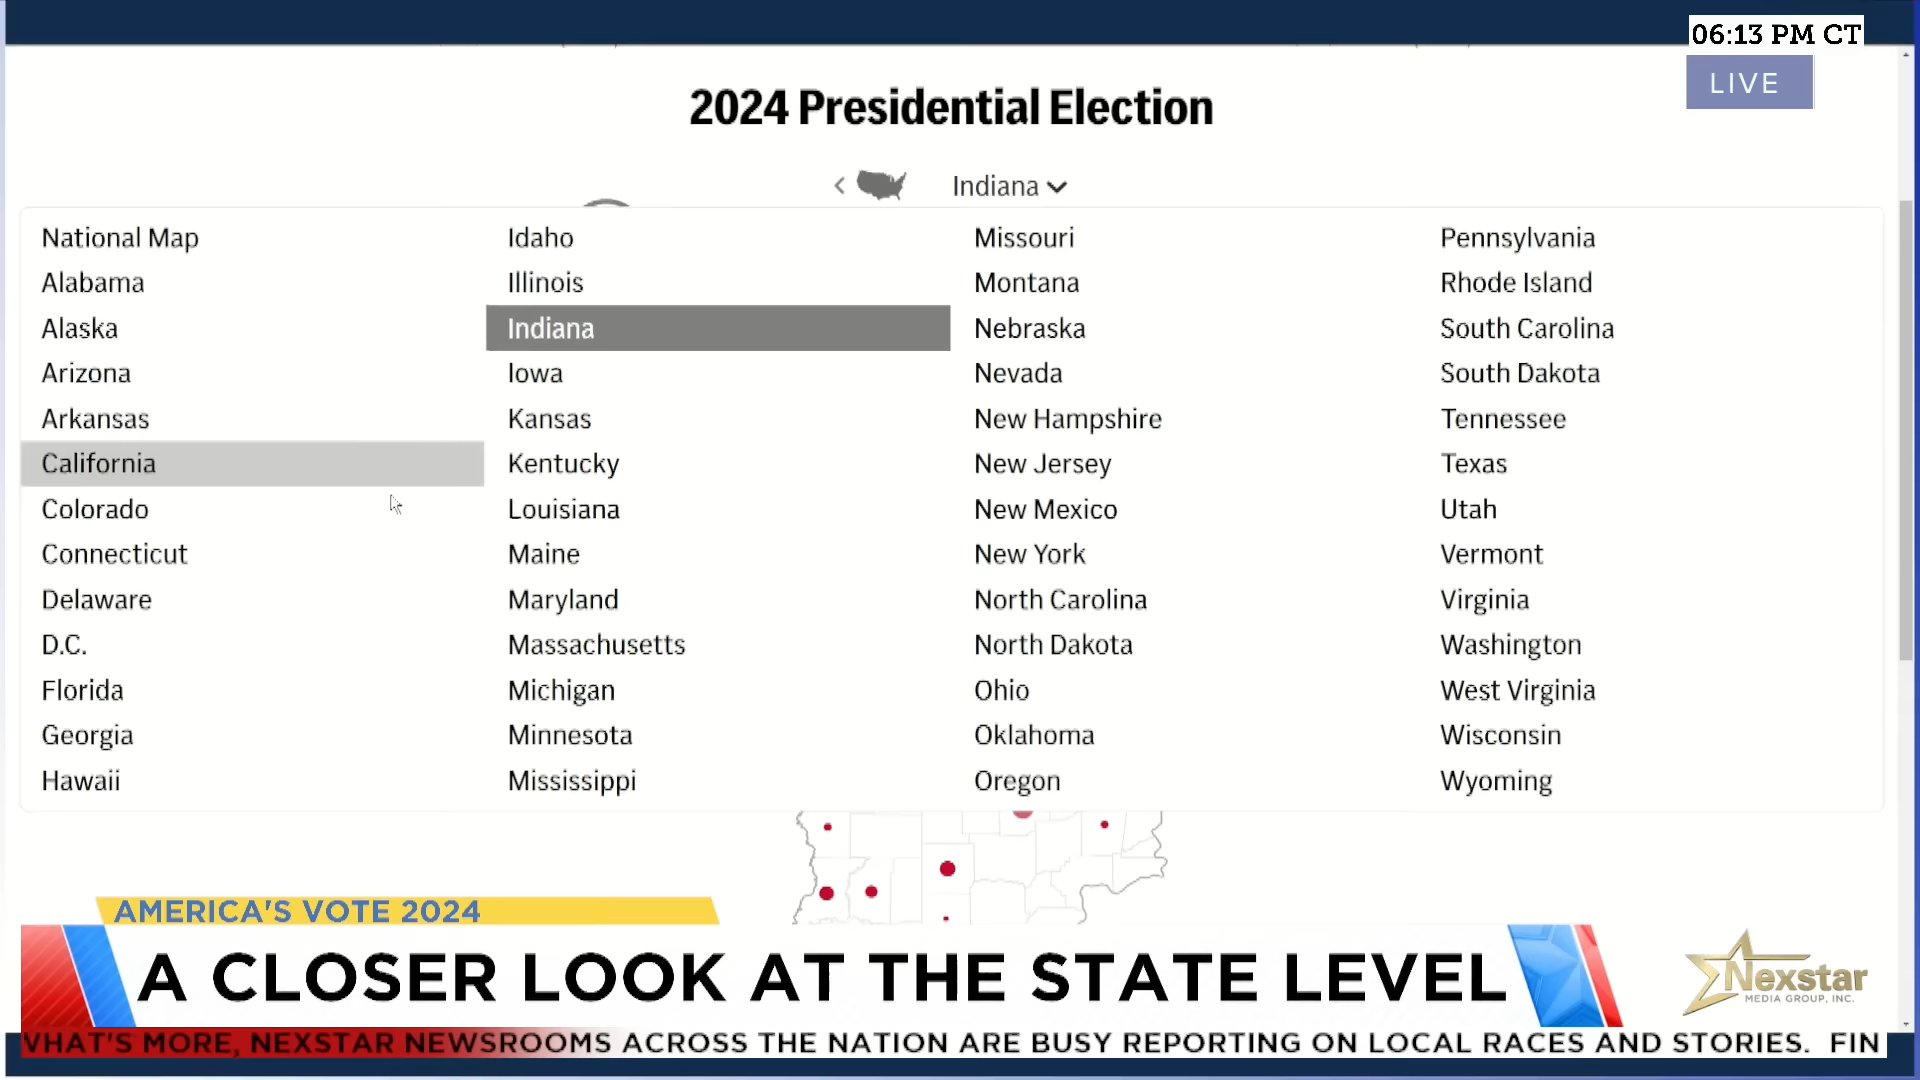 06:13 PM CT
LIVE
2024 Presidential Election
Indiana
National Map
Alabama
Alaska
Arizona
Arkansas
California
Colorado
Connecticut
Delaware
D.C.
Florida
Georgia
Hawaii
Idaho
Illinois
Indiana
Iowa
Kansas
Kentucky
Louisiana
Maine
Maryland
Massachusetts
Michigan
Minnesota
Mississippi
Missouri
Montana
Nebraska
Nevada
New Hampshire
New Jersey
New Mexico
New York
North Carolina
North Dakota
Ohio
Oklahoma
Oregon
Pennsylvania
Rhode Island
South Carolina
South Dakota
Tennessee
Texas
Utah
Vermont
Virginia
Washington
West Virginia
Wisconsin
Wyoming
AMERICA'S VOTE 2024
A CLOSER LOOK AT THE STATE LEVEL
Nexstar
MEDIA GROUP, INC.
WHAT'S MORE, NEXSTAR NEWSROOMS ACROSS THE NATION ARE BUSY REPORTING ON LOCAL RACES AND STORIES. FIN